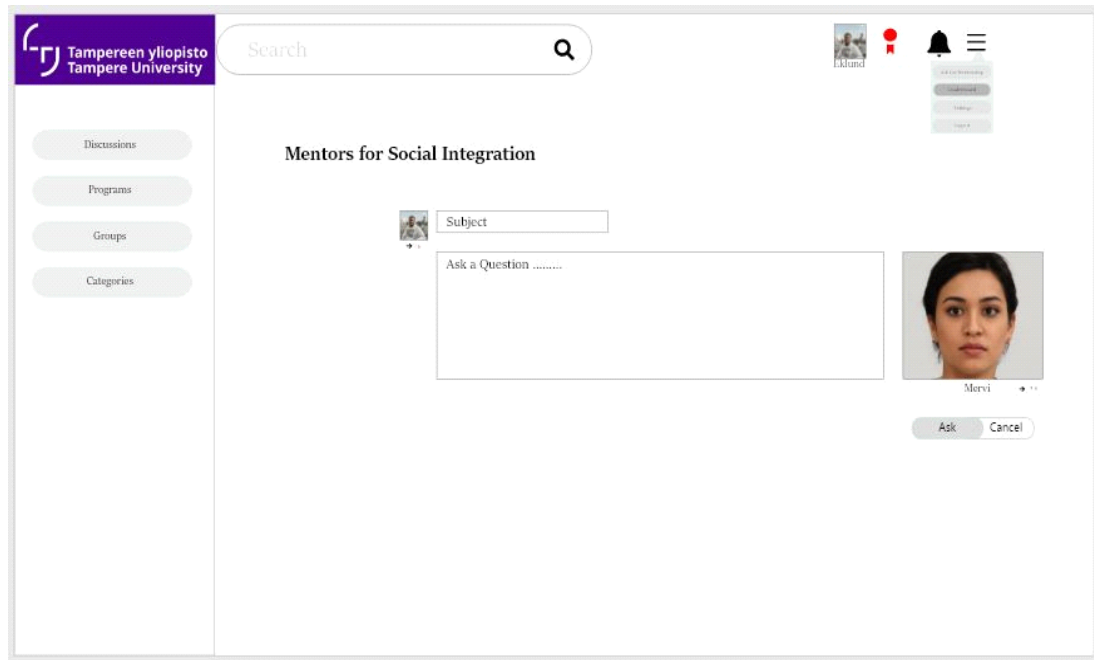 Tampereen yliopisto
Tampere University
Search
Eklund
Discussions
Programs
Groups
Categories
Mentors for Social Integration
Subject
Ask a Question .........
Mervi
Ask
Cancel